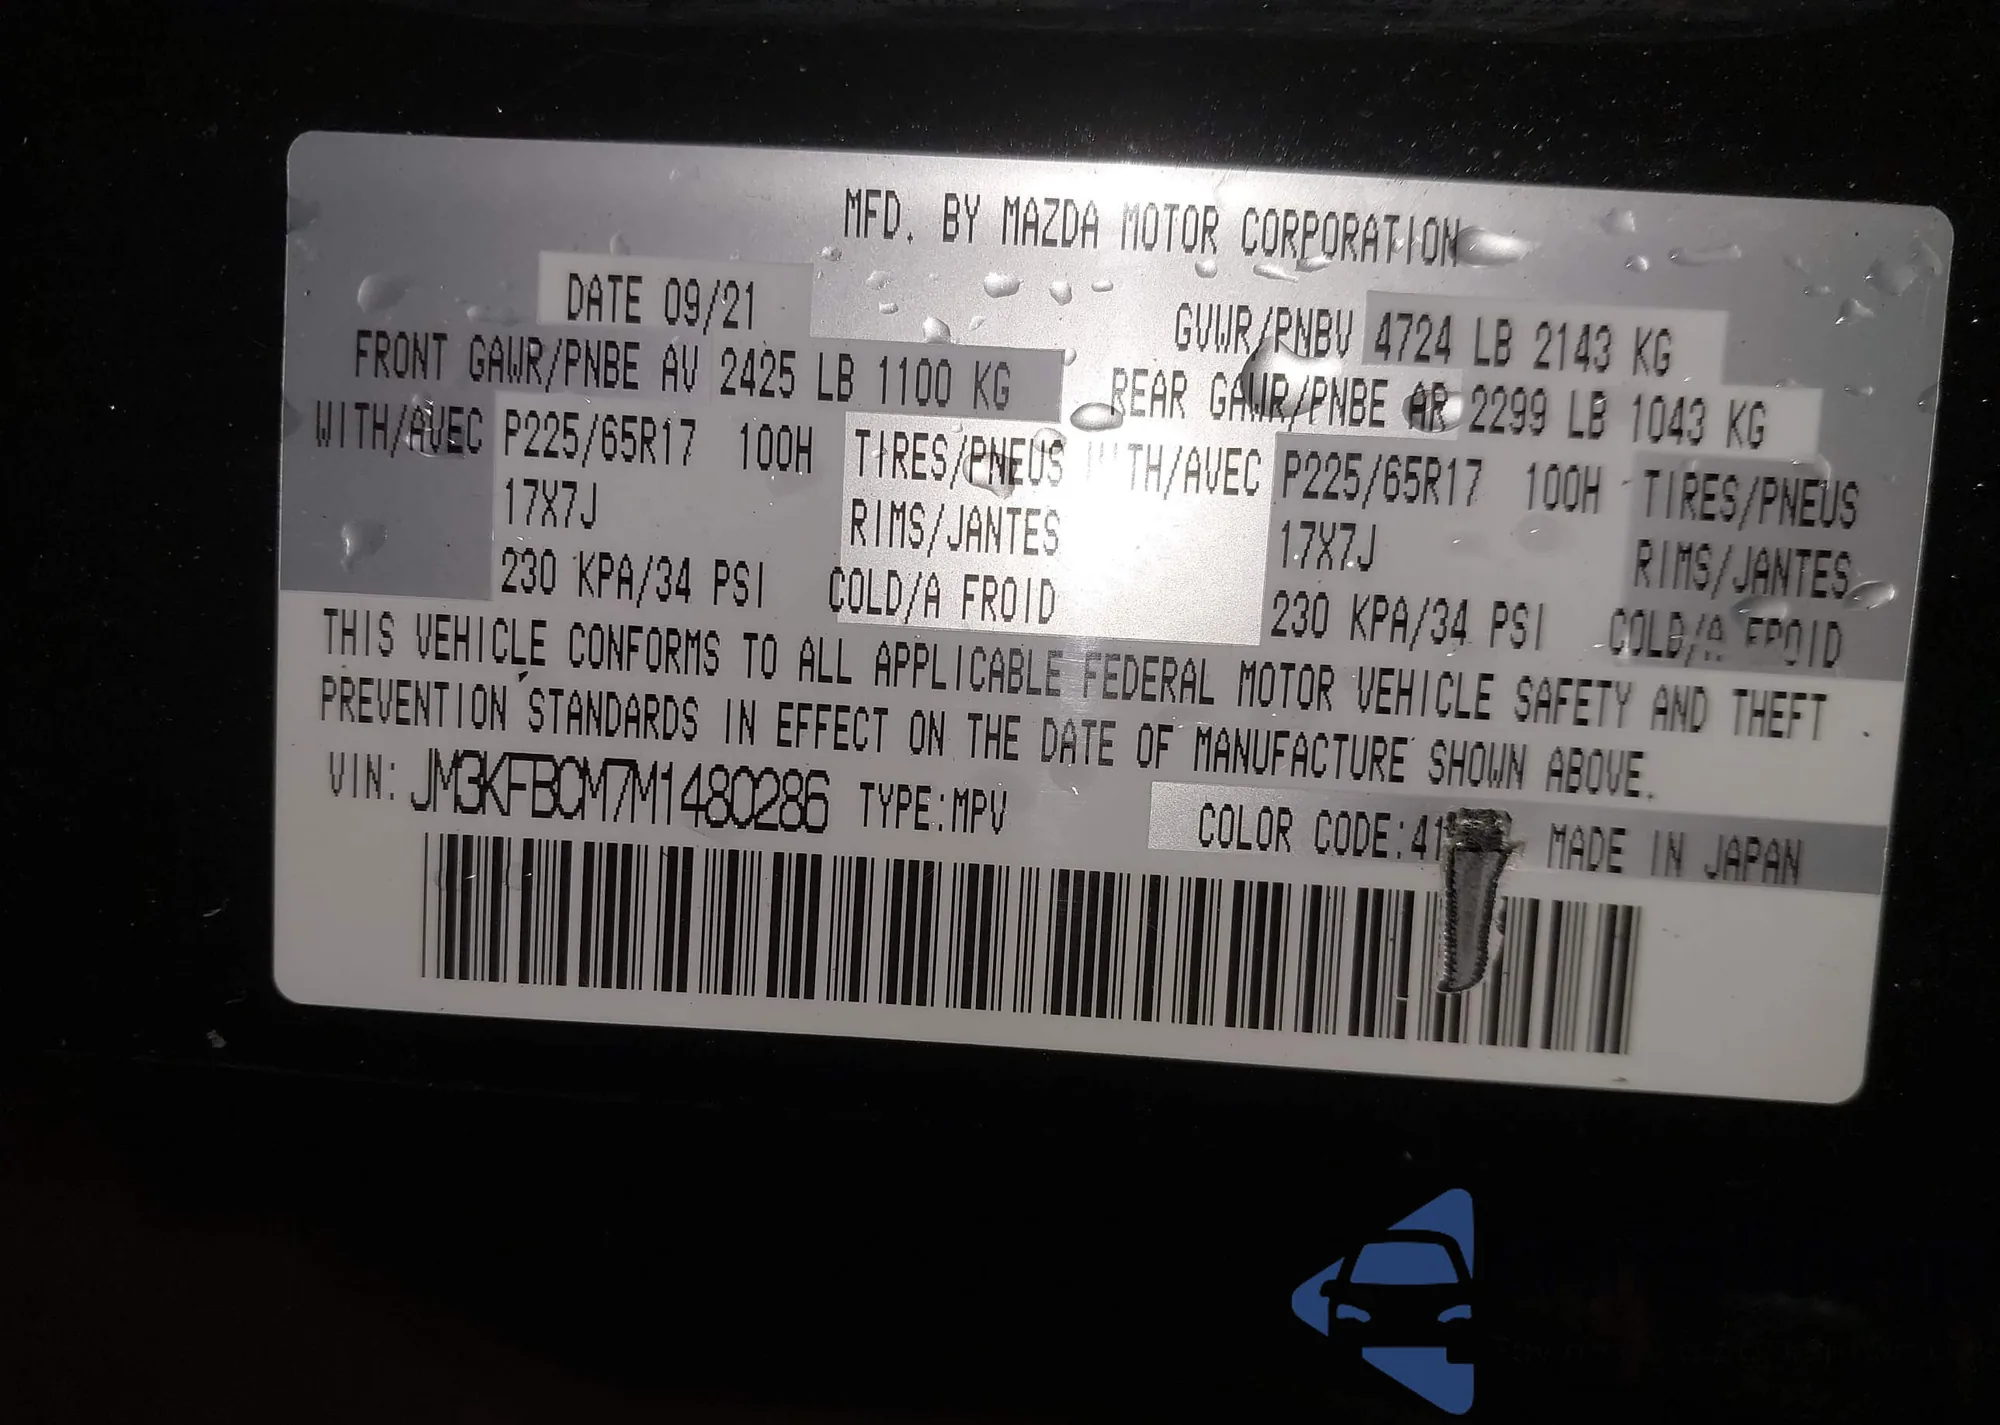 MFD. BY MAZDA MOTOR CORPORATION
DATE 09/21
GVWR/PNBV 4724 LB 2143 KG
FRONT GAWR/PNBE AV 2425 LB 1100 KG
REAR GAWR/PNBE AR 2299 LB 1043 KG
WITH/AVEC P225/65R17 100H TIRES/PNEUS
17X7J RIMS/JANTES
230 KPA/34 PSI COLD/A FROID
WITH/AVEC P225/65R17 100H TIRES/PNEUS
17X7J RIMS/JANTES
230 KPA/34 PSI COLD/A FROID
THIS VEHICLE CONFORMS TO ALL APPLICABLE FEDERAL MOTOR VEHICLE SAFETY AND THEFT
PREVENTION STANDARDS IN EFFECT ON THE DATE OF MANUFACTURE SHOWN ABOVE.
VIN: JM3KFBCM7M1480286 TYPE:MPV COLOR CODE: MADE IN JAPAN